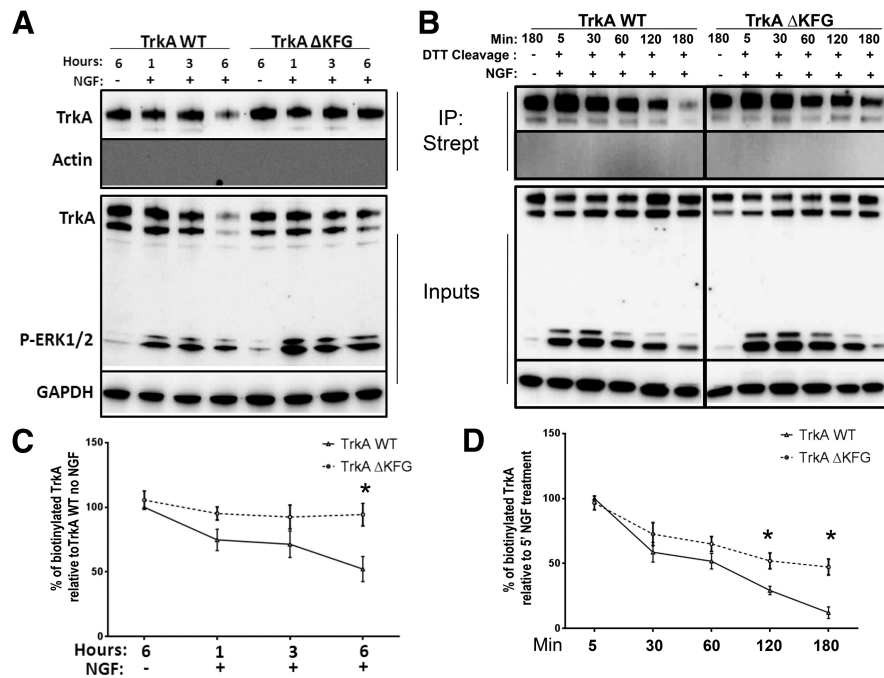 A
TrkA WT TrkA ΔKFG
Hours: 6 1 3 6 6 1 3 6
NGF: - + + + - + + +
TrkA
Actin
TrkA
P-ERK1/2
GAPDH
B
TrkA WT TrkA ΔKFG
Min: 180 5 30 60 120 180 180 5 30 60 120 180
DTT Cleavage : - + + + + + - + + + + +
NGF: - + + + + + - + + + + +
IP:
Strept
Inputs
C
% of biotinylated TrkA
relative toTrkA WT no NGF
150
100
50
0
TrkA WT
TrkA ΔKFG
*
Hours: 6 1 3 6
NGF: - + + +
D
% of biotinylated TrkA
relative to 5' NGF treatment
150
100
50
0
TrkA WT
TrkA ΔKFG
* *
Min 5 30 60 120 180